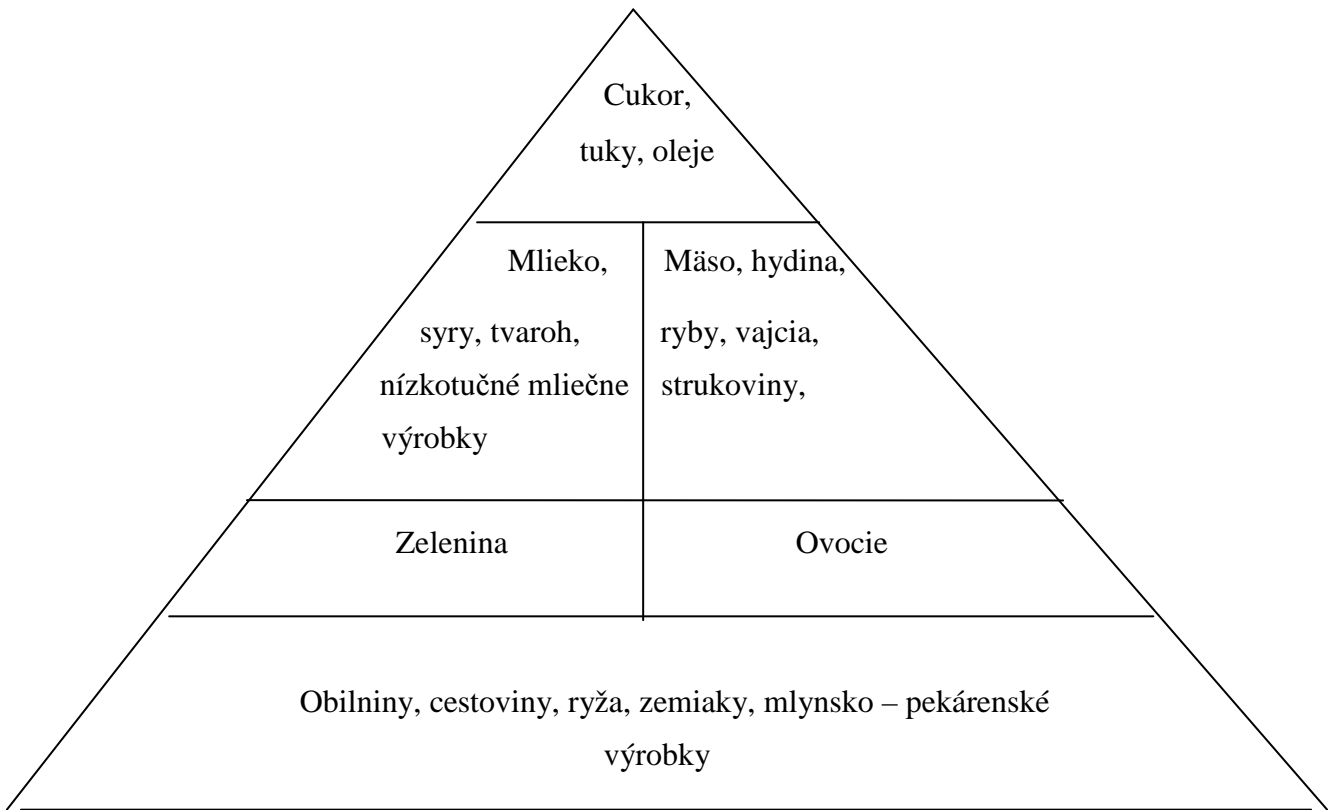 Cukor,
tuky, oleje
Mlieko,
syry, tvaroh,
nízkotučné mliečne
výrobky
Mäso, hydina,
ryby, vajcia,
strukoviny,
Zelenina
Ovocie
Obilniny, cestoviny, ryža, zemiaky, mlynsko – pekárenské
výrobky